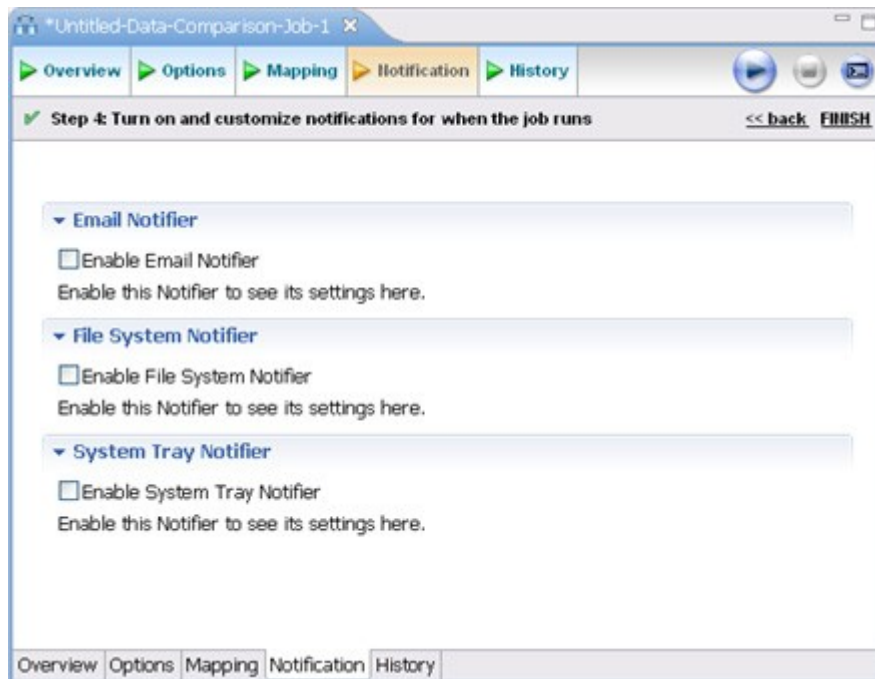 *Untitled-Data-Comparison-Job-1
Overview Options Mapping Notification History
Step 4: Turn on and customize notifications for when the job runs << back FINISH
Email Notifier
Enable Email Notifier
Enable this Notifier to see its settings here.
File System Notifier
Enable File System Notifier
Enable this Notifier to see its settings here.
System Tray Notifier
Enable System Tray Notifier
Enable this Notifier to see its settings here.
Overview Options Mapping Notification History